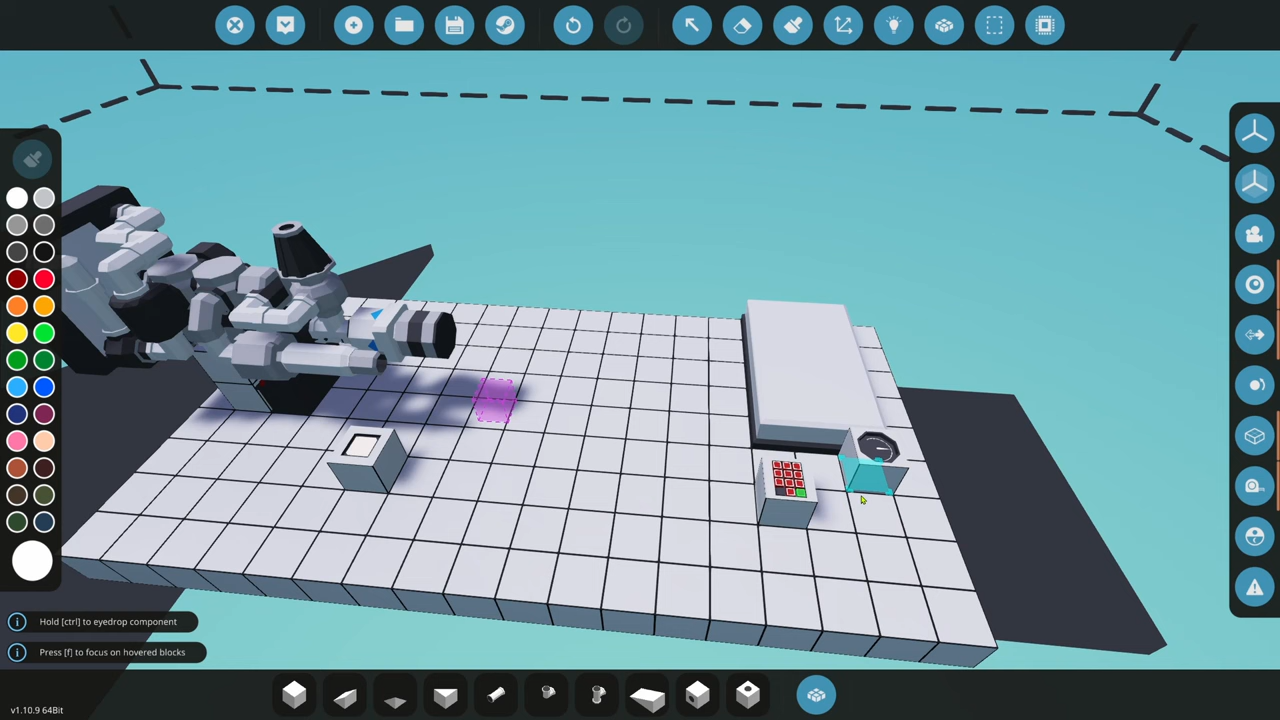 Hold [ctrl] to eyedrop component
Press [f] to focus on hovered blocks
v1.10.9 64Bit